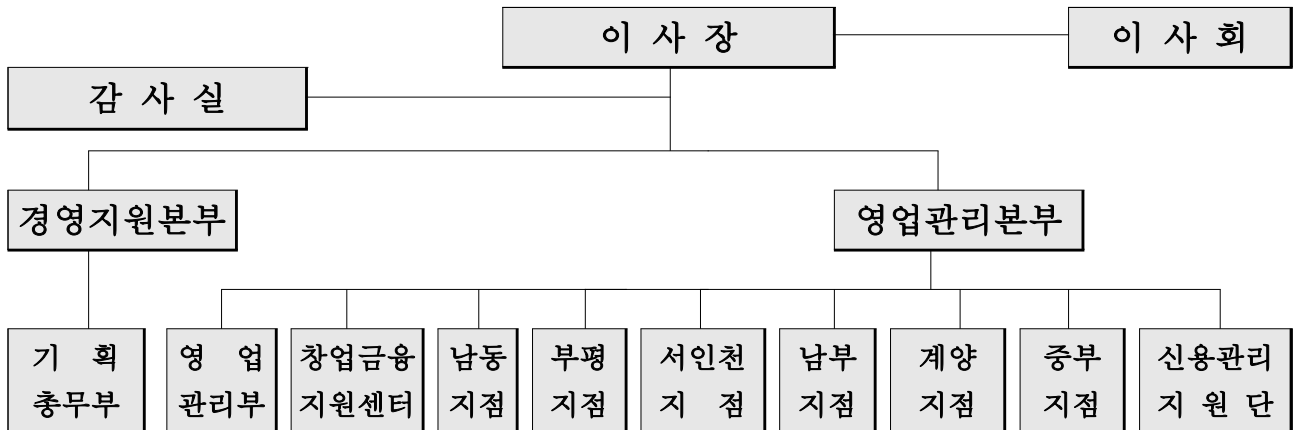 이 사 장
이 사 회
감 사 실
경영지원본부
영업관리본부
기 획
총무부
영 업
관리부
창업금융
지원센터
남동
지점
부평
지점
서인천
지 점
남부
지점
계양
지점
중부
지점
신용관리
지 원 단